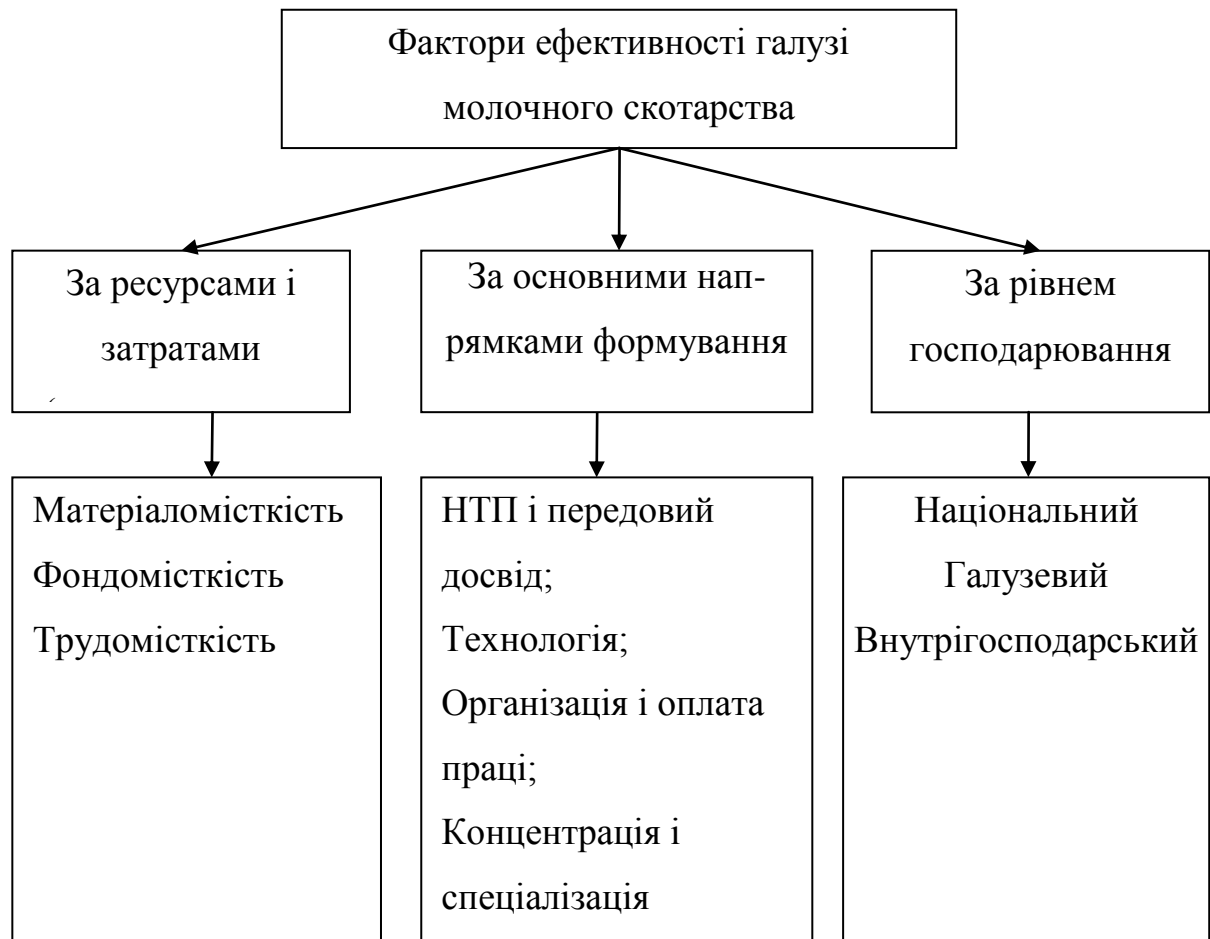 Фактори ефективності галузі
молочного скотарства
За ресурсами і
затратами
За основними нап-
рямками формування
За рівнем
господарювання
Матеріаломісткість
Фондомісткість
Трудомісткість
НТП і передовий
досвід;
Технологія;
Організація і оплата
праці;
Концентрація і
спеціалізація
Національний
Галузевий
Внутрігосподарський